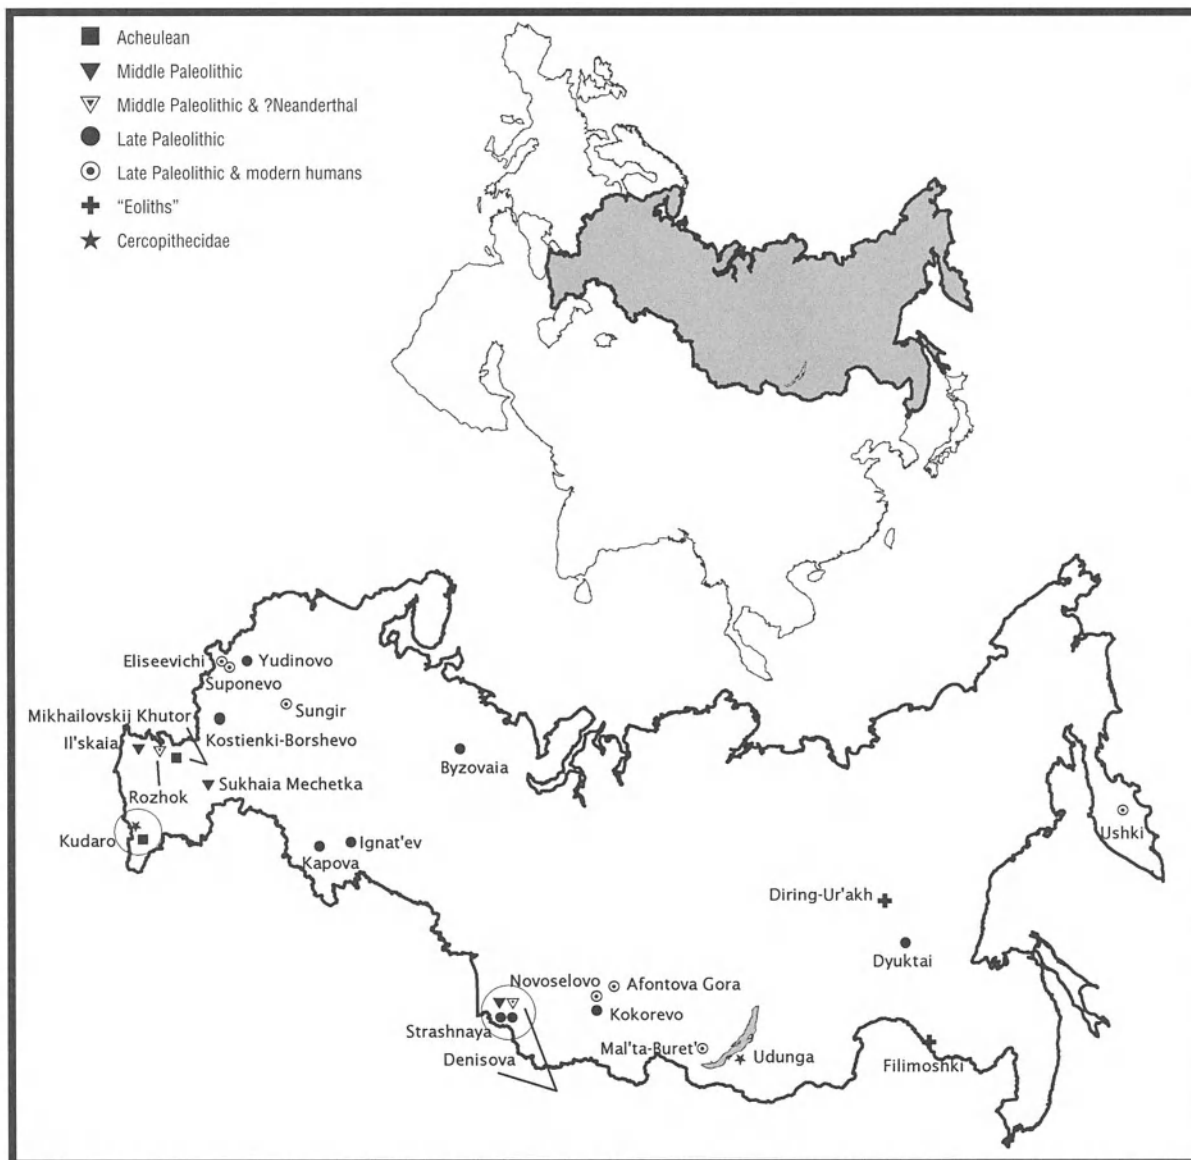 Acheulean
Middle Paleolithic
Middle Paleolithic & ?Neanderthal
Late Paleolithic
Late Paleolithic & modern humans
"Eoliths"
Cercopithecidae
Eliseevichi
Yudinovo
Suponevo
Mikhailovskij Khutor
Sungir
Il'skaia
Kostienki-Borshevo
Byzovaia
Rozhok
Sukhaia Mechetka
Kudaro
Kapova
Ignat'ev
Ushki
Diring-Ur'akh
Dyuktai
Novoselovo
Afontova Gora
Kokorevo
Strashnaya
Denisova
Mal'ta-Buret'
Udunga
Filimoshki